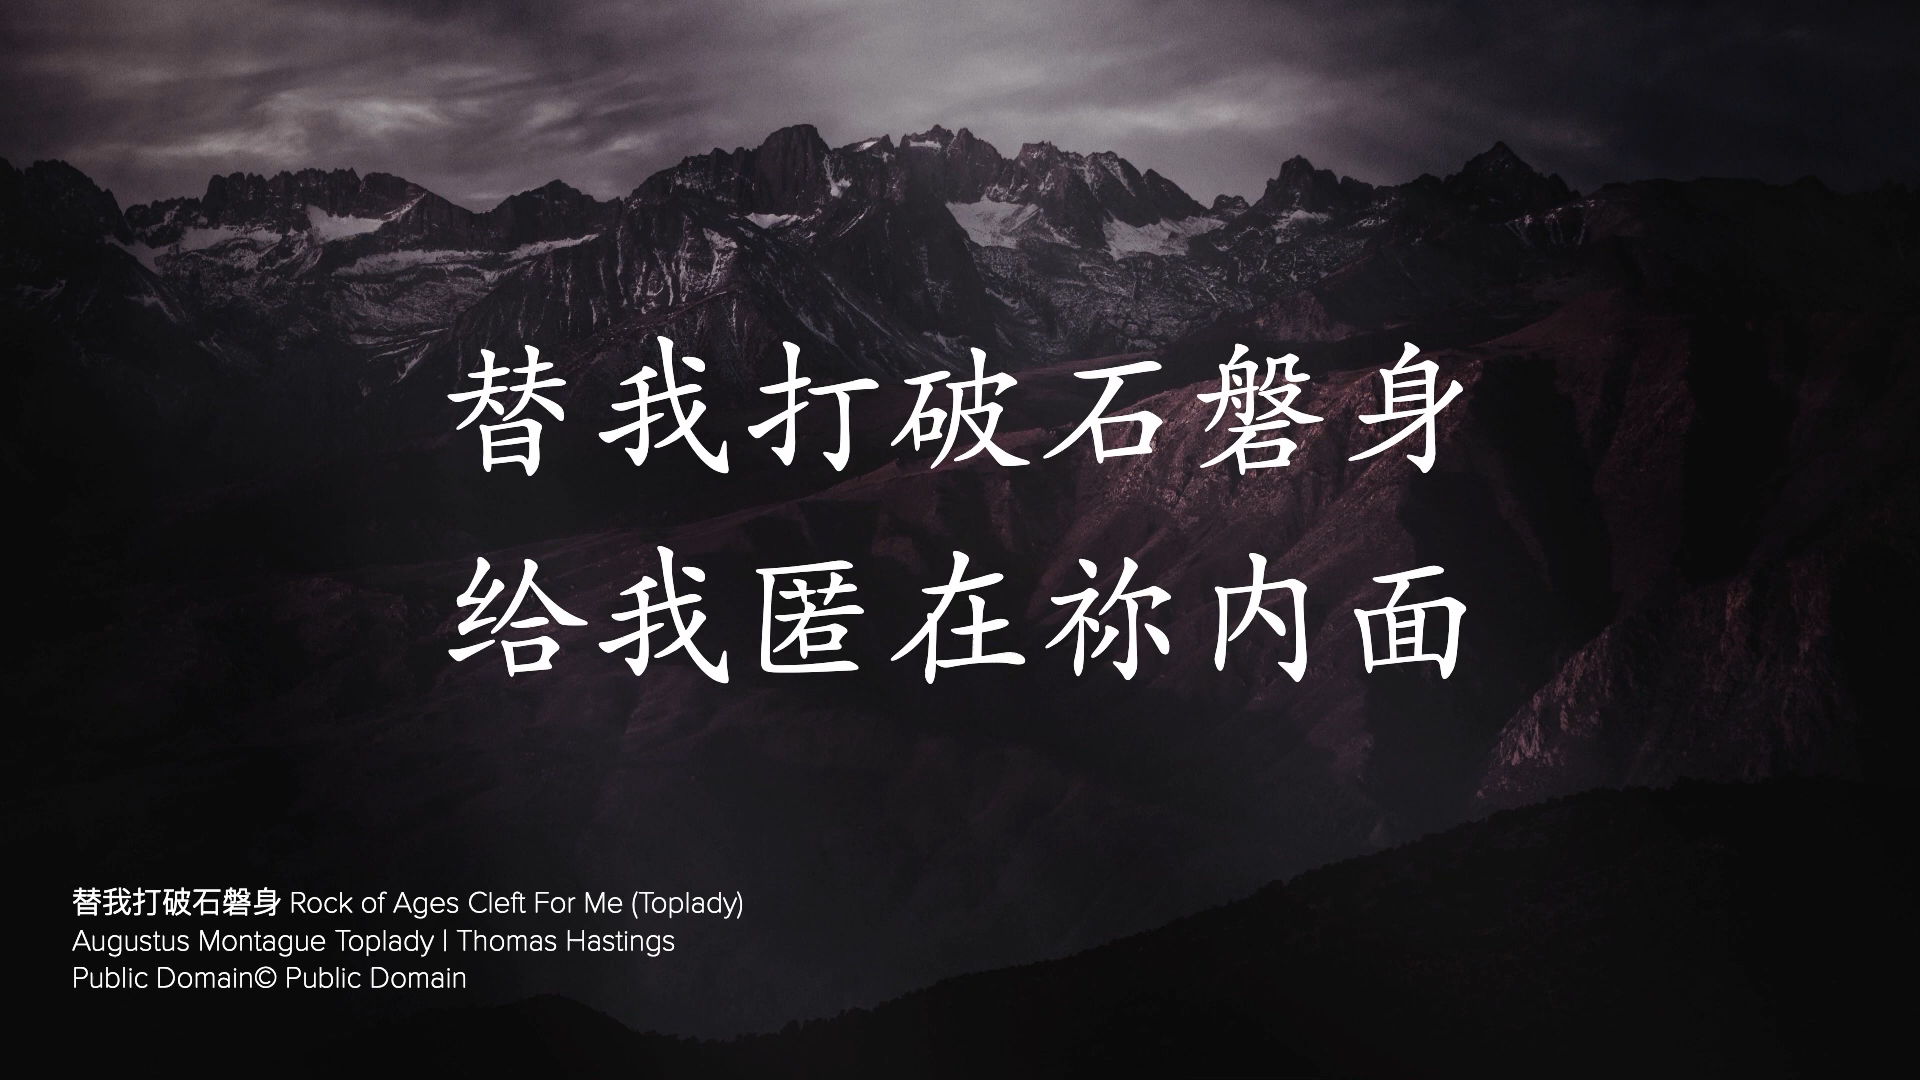 替我打破石磐身
给我匿在祢内面
替我打破石磐身 Rock of Ages Cleft For Me (Toplady)
Augustus Montague Toplady | Thomas Hastings
Public Domain© Public Domain